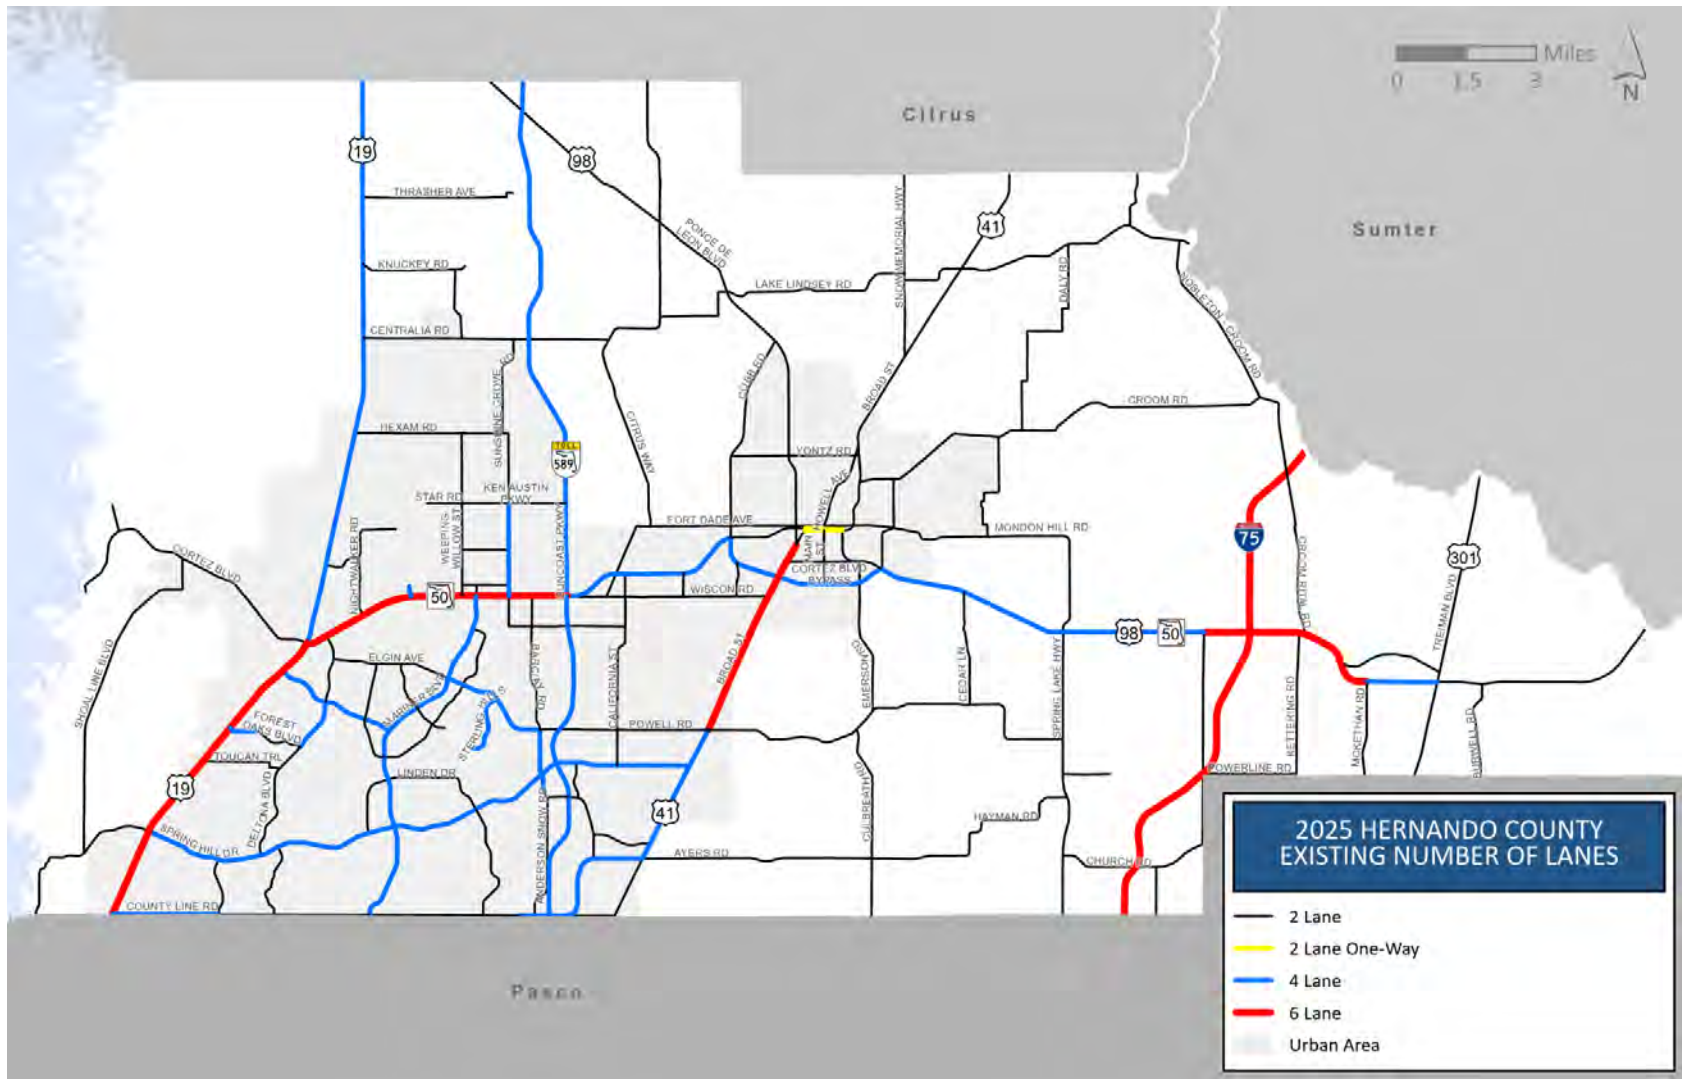 Miles
0 1.5 3
N
Citrus
19
98
THRASHER AVE
41
Sumter
PONCE DE
LEON BLVD
SNOW MEMORIAL HWY
KNUCKEY RD
LAKE LINDSEY RD
DALY RD
NOBLETON - CROOM RD
CENTRALIA RD
SUNSHINE GROVE RD
COBB RD
BROAD ST
CROOM RD
HEXAM RD
CITRUS WAY
TOLL
589
YONTZ RD
KEN AUSTIN
PKWY
STAR RD
HOWELL AVE
FORT DADE AVE
MONDON HILL RD
NIGHTWALKER RD
WEEPING
WILLOW ST
SUNCOAST PKWY
MAIN
ST
75
301
CORTEZ BLVD
CORTEZ BLVD
BYPASS
WISCON RD
50
TREIMAN BLVD
98
50
SHOAL LINE BLVD
ELGIN AVE
BARCLAY RD
CALIFORNIA ST
BROAD ST
EMERSON RD
CEDAR LN
SPRING LAKE HWY
KETTERING RD
MCKETHAN RD
BURWELL RD
MARINER BLVD
FOREST
OAKS BLVD
POWELL RD
TOUCAN TRL
LINDEN DR
POWERLINE RD
19
DELTONA BLVD
41
CULBREATH RD
HAYMAN RD
SPRING HILL DR
ANDERSON SNOW RD
AYERS RD
CHURCH RD
COUNTY LINE RD
Pasco
2025 HERNANDO COUNTY
EXISTING NUMBER OF LANES
2 Lane
2 Lane One-Way
4 Lane
6 Lane
Urban Area